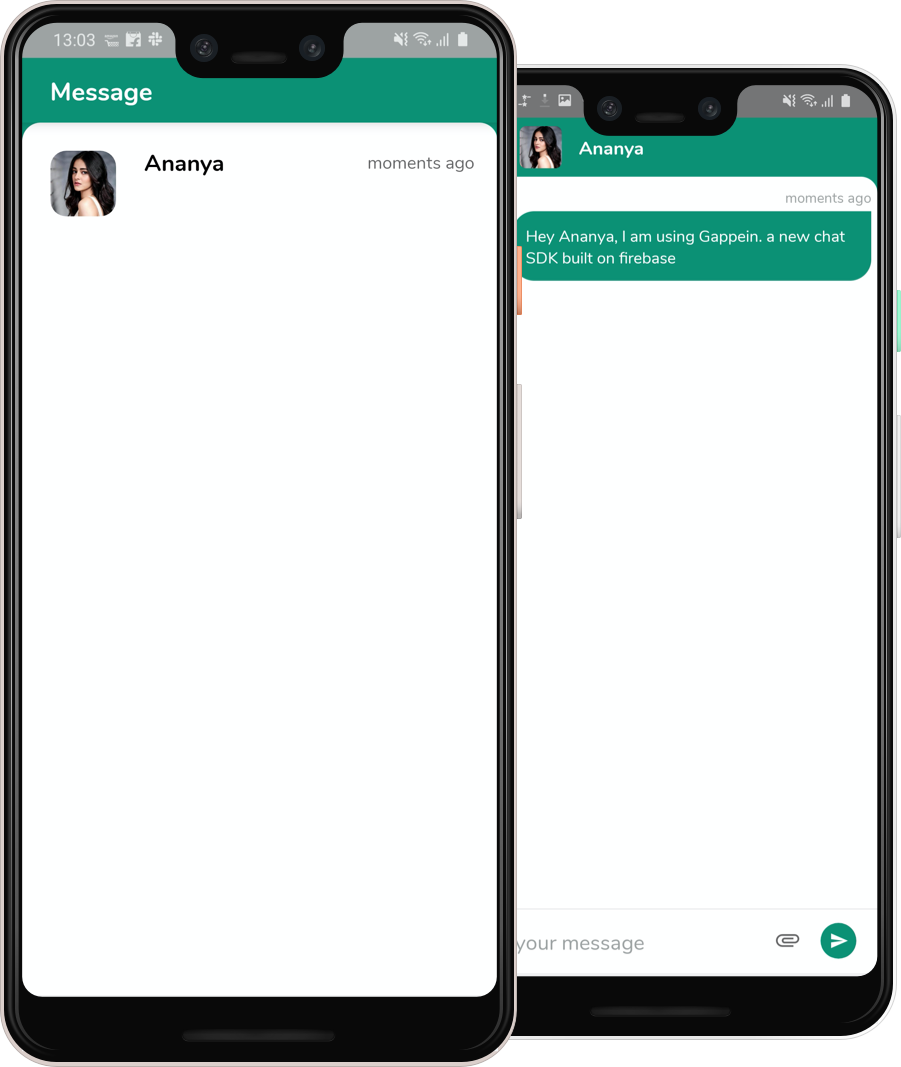 13:03
Message
Ananya
moments ago
Ananya
moments ago
Hey Ananya, I am using Gappein. a new chat
SDK built on firebase
your message